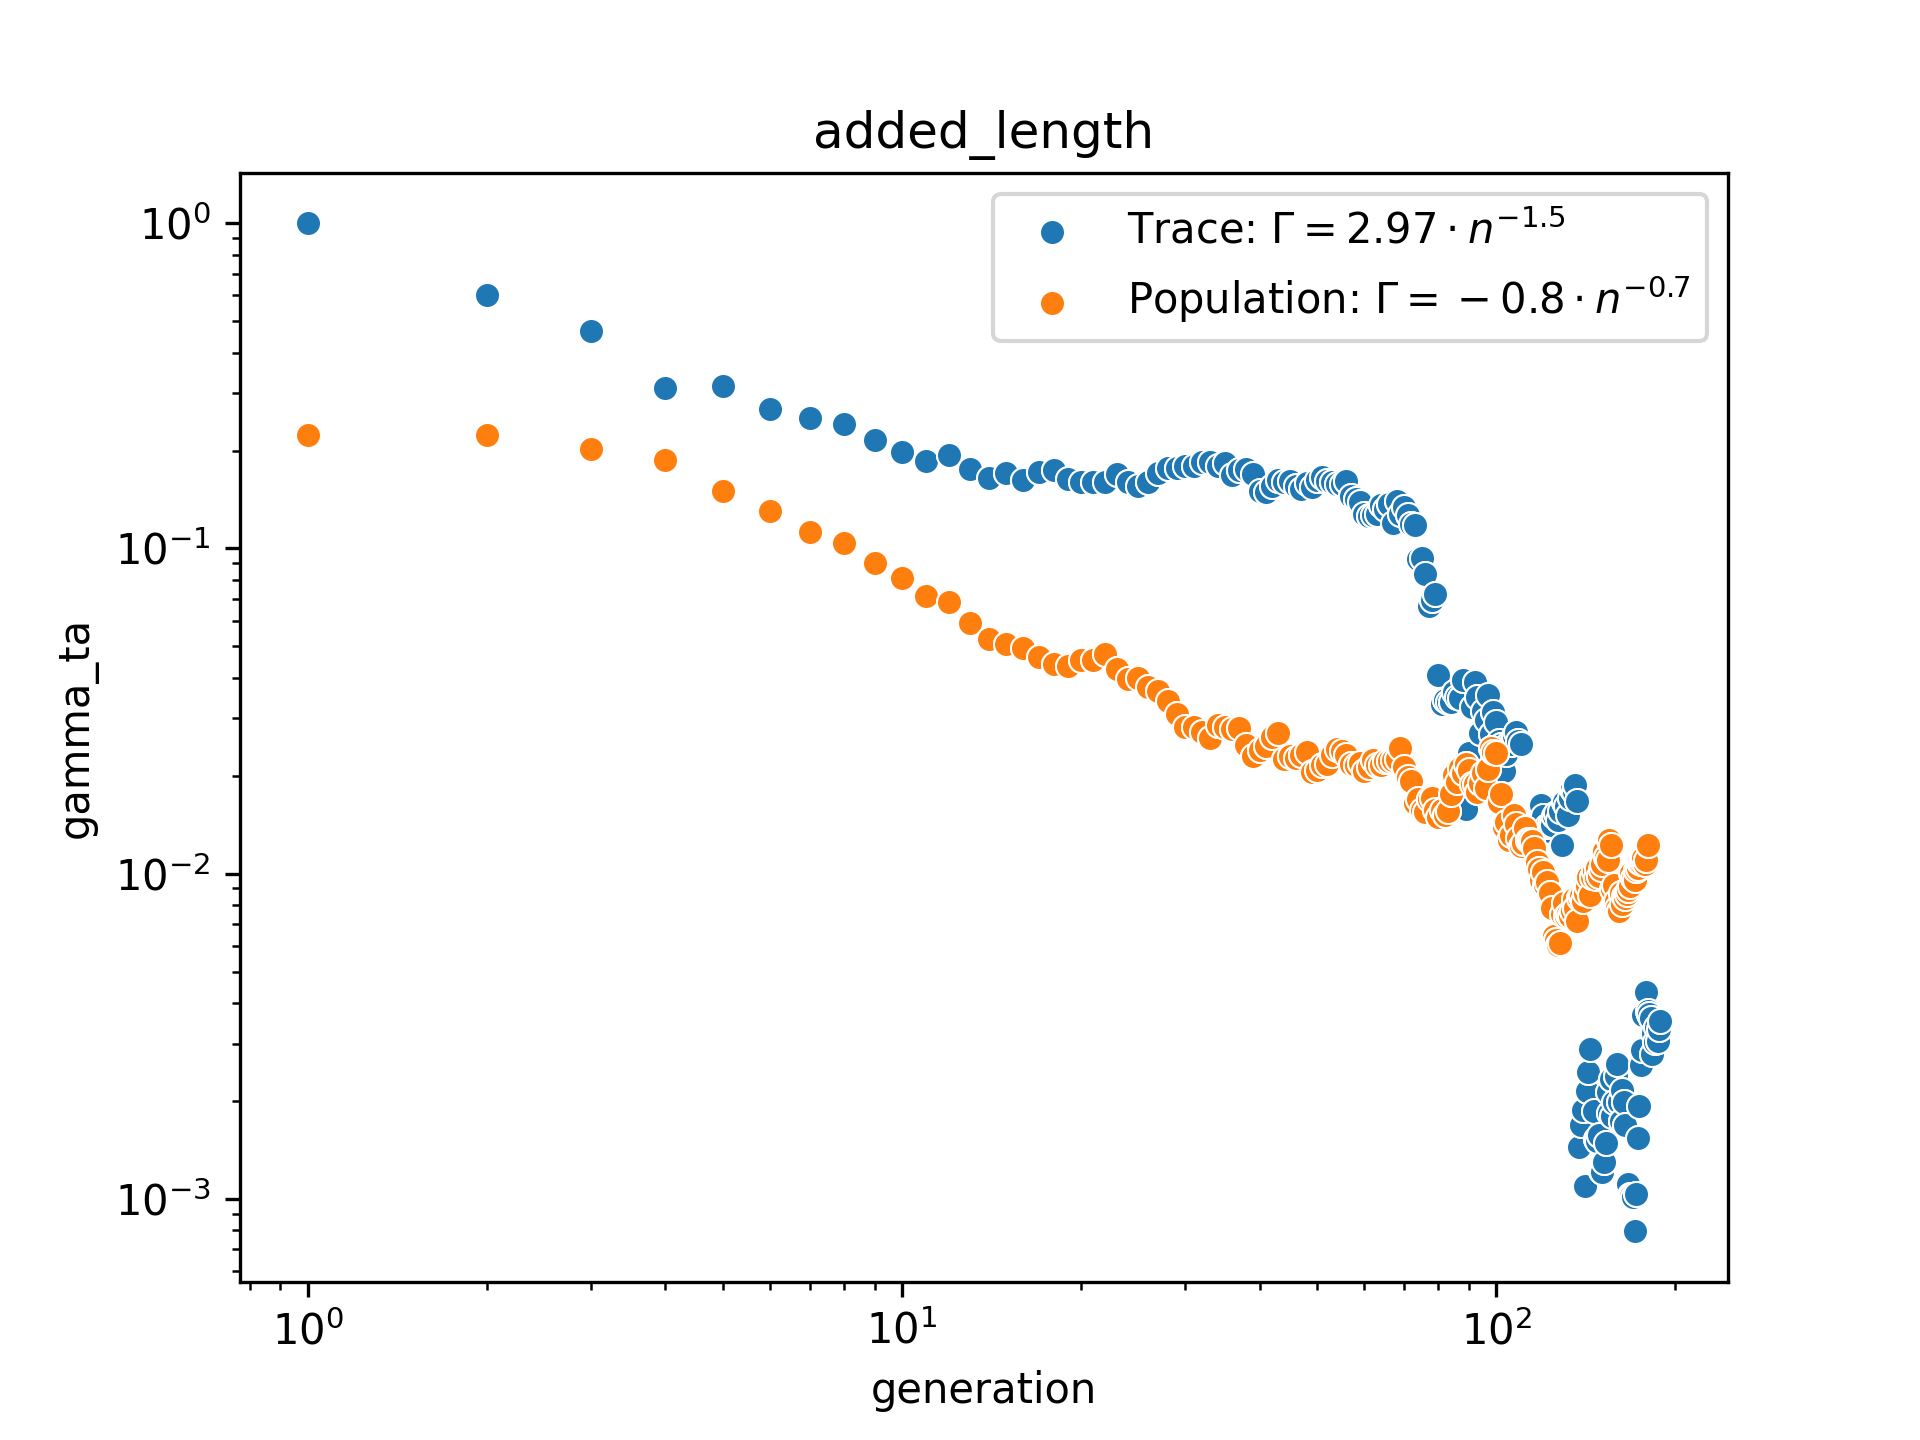 added_length
Trace: Γ = 2.97 · n^{−1.5}
Population: Γ = − 0.8 · n^{−0.7}
10^0
10^{−1}
10^{−2}
10^{−3}
gamma_ta
10^0 10^1 10^2
generation